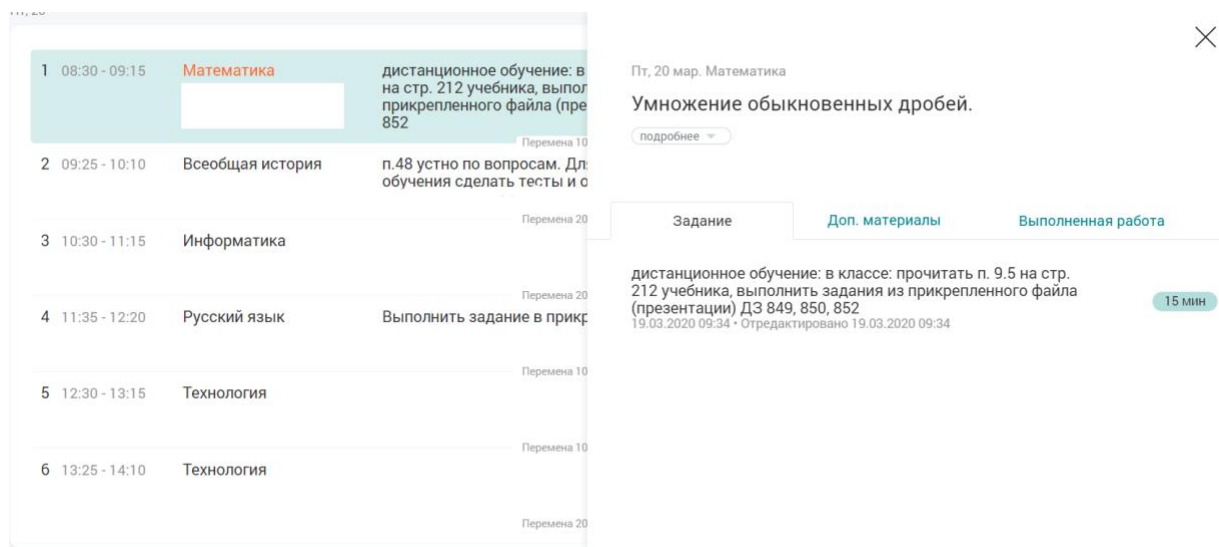 1 08:30 - 09:15 Математика дистанционное обучение: в
на стр. 212 учебника,
прикрепленного файла
852
Перемена 10
2 09:25 - 10:10 Всеобщая история п.48 устно по вопросам.
обучения сделать тесты и о
Перемена 20
3 10:30 - 11:15 Информатика
Перемена 20
4 11:35 - 12:20 Русский язык Выполнить задание в
Перемена 10
5 12:30 - 13:15 Технология
Перемена 10
6 13:25 - 14:10 Технология
Перемена 20
Пт, 20 мар. Математика
Умножение обыкновенных дробей.
подробнее
Задание Доп. материалы Выполненная работа
дистанционное обучение: в классе: прочитать п. 9.5 на стр.
212 учебника, выполнить задания из прикрепленного файла
(презентации) ДЗ 849, 850, 852
15 мин
19.03.2020 09:34 • Отредактировано 19.03.2020 09:34